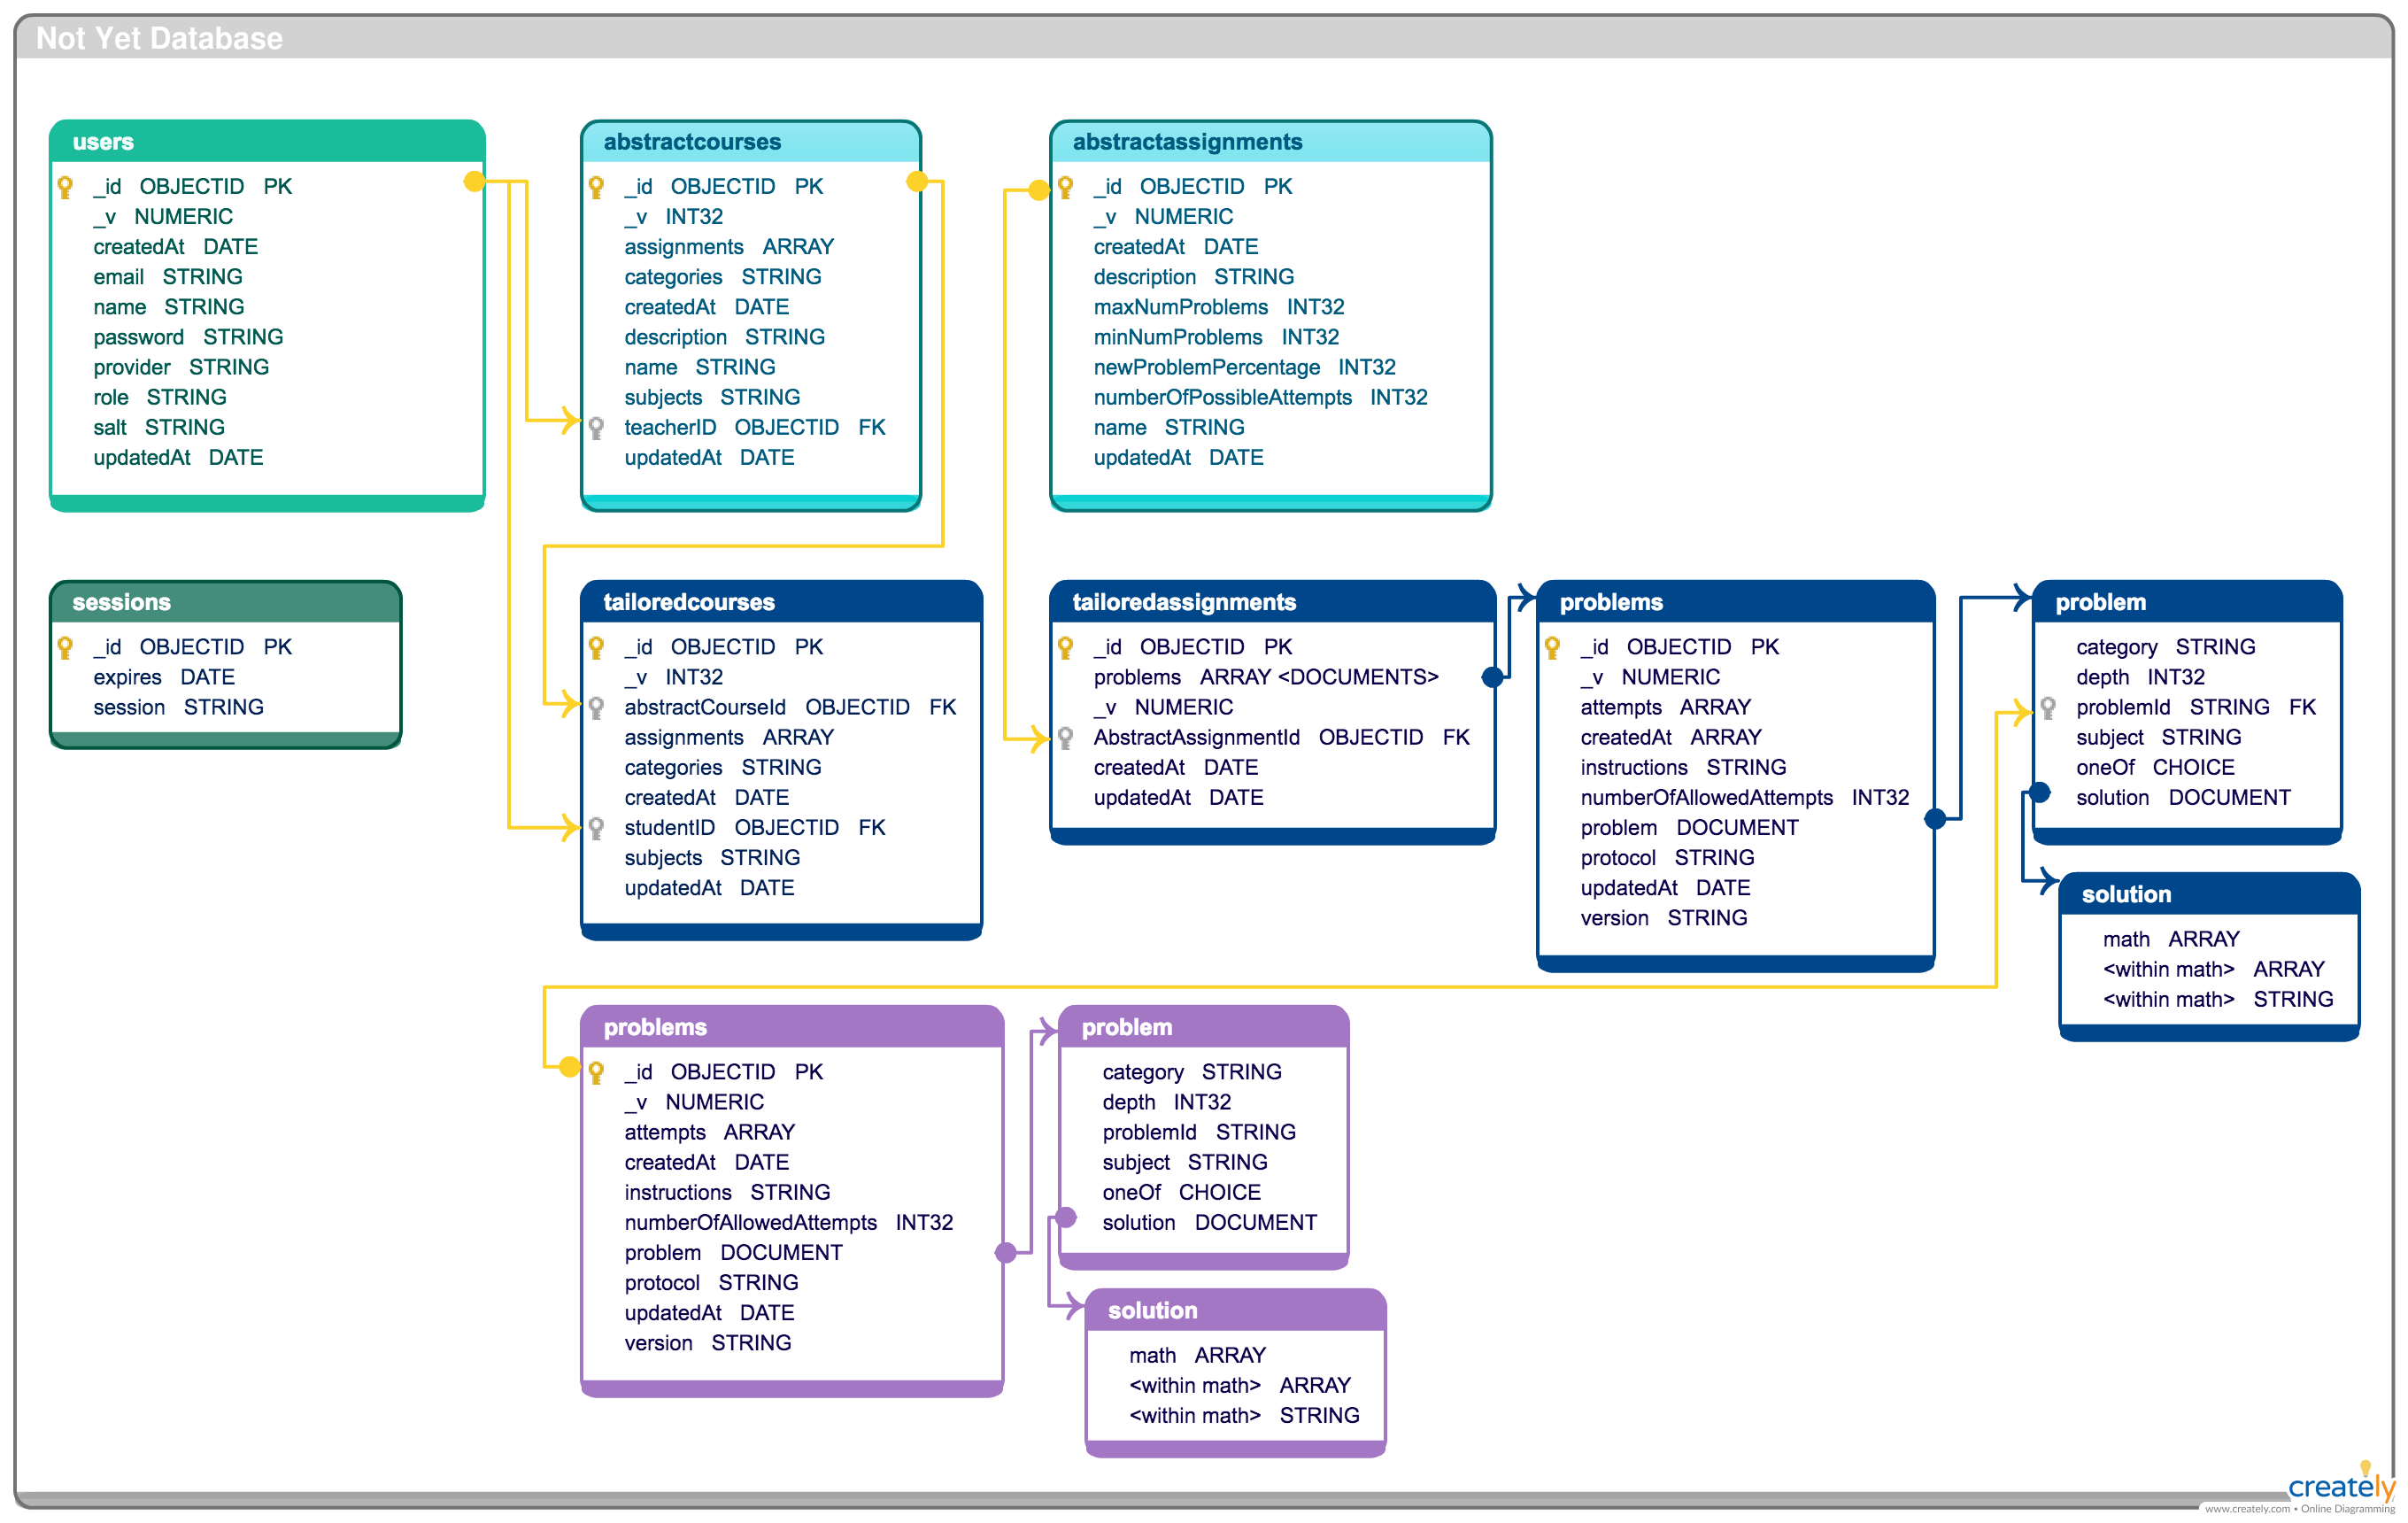 Not Yet Database
users
_id OBJECTID PK
_v NUMERIC
createdAt DATE
email STRING
name STRING
password STRING
provider STRING
role STRING
salt STRING
updatedAt DATE
abstractcourses
_id OBJECTID PK
_v INT32
assignments ARRAY
categories STRING
createdAt DATE
description STRING
name STRING
subjects STRING
teacherID OBJECTID FK
updatedAt DATE
abstractassignments
_id OBJECTID PK
_v NUMERIC
createdAt DATE
description STRING
maxNumProblems INT32
minNumProblems INT32
newProblemPercentage INT32
numberOfPossibleAttempts INT32
name STRING
updatedAt DATE
sessions
_id OBJECTID PK
expires DATE
session STRING
tailoredcourses
_id OBJECTID PK
_v INT32
abstractCourseId OBJECTID FK
assignments ARRAY
categories STRING
createdAt DATE
studentID OBJECTID FK
subjects STRING
updatedAt DATE
tailoredassignments
_id OBJECTID PK
problems ARRAY <DOCUMENTS>
_v NUMERIC
AbstractAssignmentId OBJECTID FK
createdAt DATE
updatedAt DATE
problems
_id OBJECTID PK
_v NUMERIC
attempts ARRAY
createdAt ARRAY
instructions STRING
numberOfAllowedAttempts INT32
problem DOCUMENT
protocol STRING
updatedAt DATE
version STRING
problem
category STRING
depth INT32
problemId STRING FK
subject STRING
oneOf CHOICE
solution DOCUMENT
solution
math ARRAY
<within math> ARRAY
<within math> STRING
problems
_id OBJECTID PK
_v NUMERIC
attempts ARRAY
createdAt DATE
instructions STRING
numberOfAllowedAttempts INT32
problem DOCUMENT
protocol STRING
updatedAt DATE
version STRING
problem
category STRING
depth INT32
problemId STRING
subject STRING
oneOf CHOICE
solution DOCUMENT
solution
math ARRAY
<within math> ARRAY
<within math> STRING
creately
www.creately.com • Online Diagramming